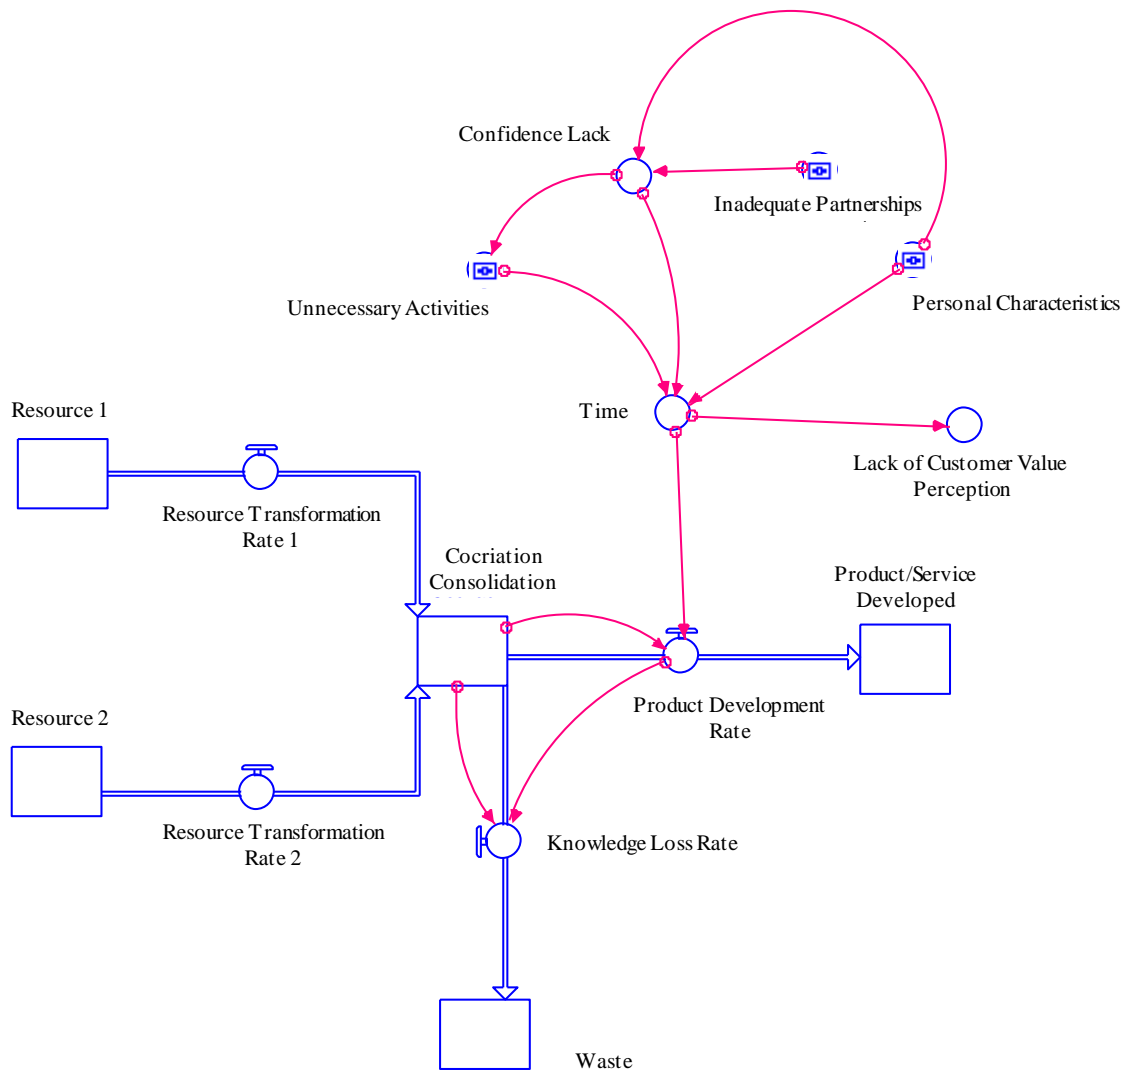 Confidence Lack
Inadequate Partnerships
Personal Characteristics
Unnecessary Activities
Time
Resource 1
Lack of Customer Value
Perception
Resource Transformation
Rate 1
Cocriation
Consolidation
Product/Service
Developed
Product Development
Rate
Resource 2
Resource Transformation
Rate 2
Knowledge Loss Rate
Waste